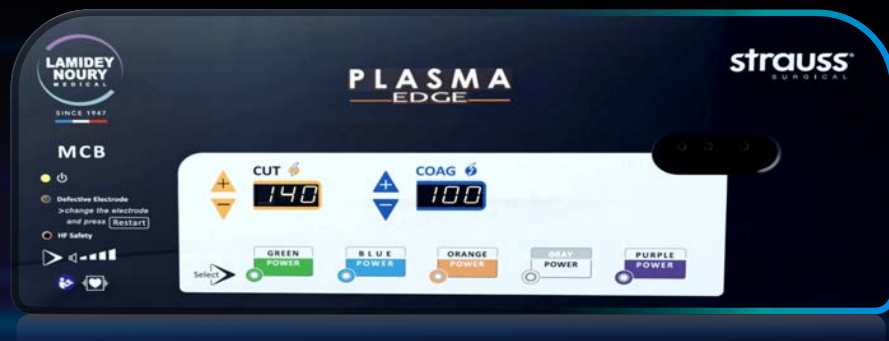 LAMIDEY
NOURY
MEDICAL
SINCE 1947
PLASMA
EDGE
strauss®
SURGICAL
MCB
Defective Electrode
>change the electrode
and press Restart
HF Safety
CUT
140
COAG
100
Select
GREEN
POWER
BLUE
POWER
ORANGE
POWER
GRAY
POWER
PURPLE
POWER